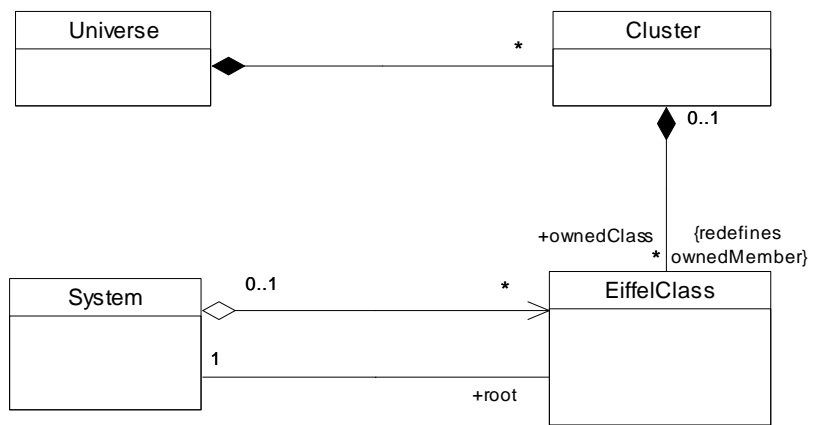 Universe
*
Cluster
0..1
+ownedClass
{redefines
* ownedMember}
System
0..1
*
EiffelClass
1
+root